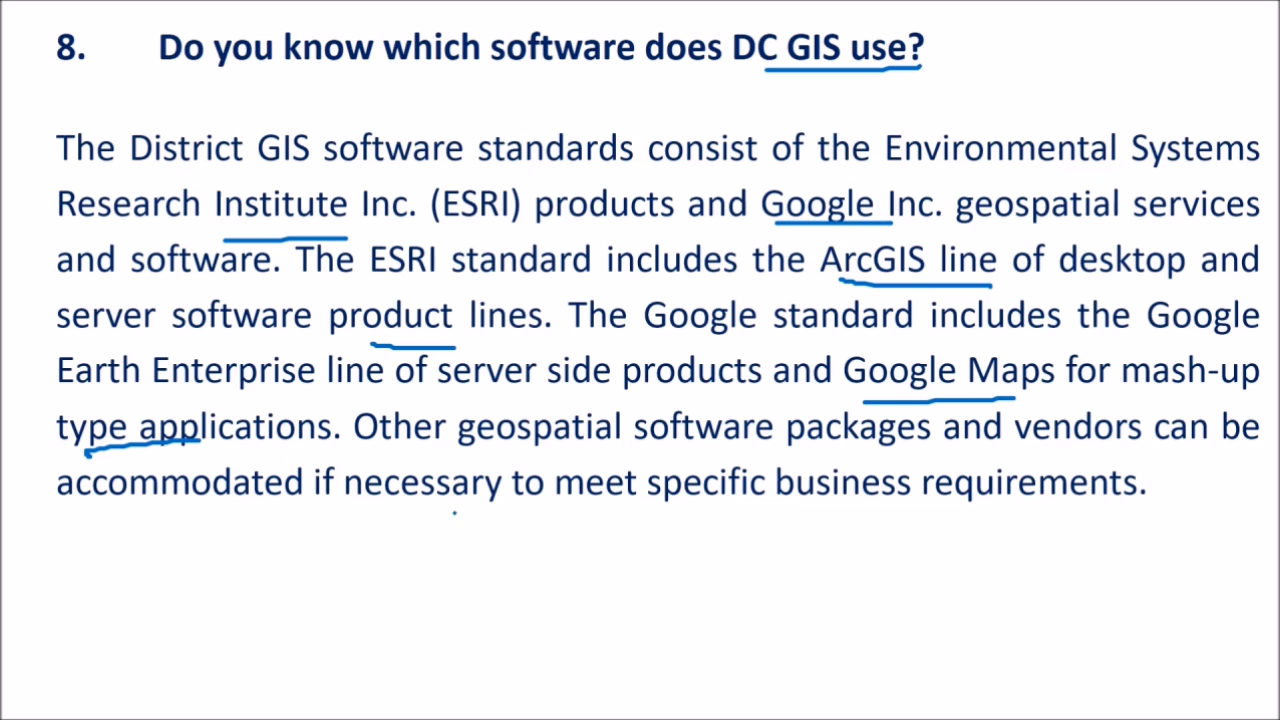 8. Do you know which software does DC GIS use?
The District GIS software standards consist of the Environmental Systems
Research Institute Inc. (ESRI) products and Google Inc. geospatial services
and software. The ESRI standard includes the ArcGIS line of desktop and
server software product lines. The Google standard includes the Google
Earth Enterprise line of server side products and Google Maps for mash-up
type applications. Other geospatial software packages and vendors can be
accommodated if necessary to meet specific business requirements.